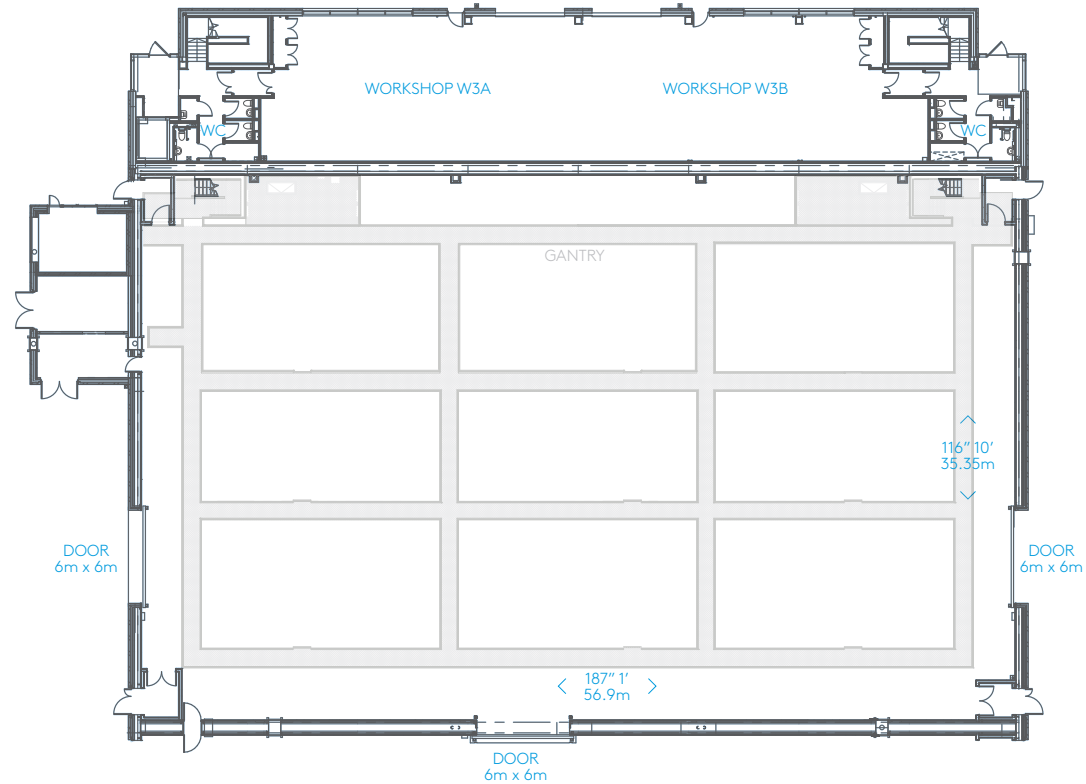 WORKSHOP W3A
WORKSHOP W3B
WC
WC
GANTRY
116” 10’
35.35m
DOOR
6m x 6m
DOOR
6m x 6m
187” 1’
56.9m
DOOR
6m x 6m